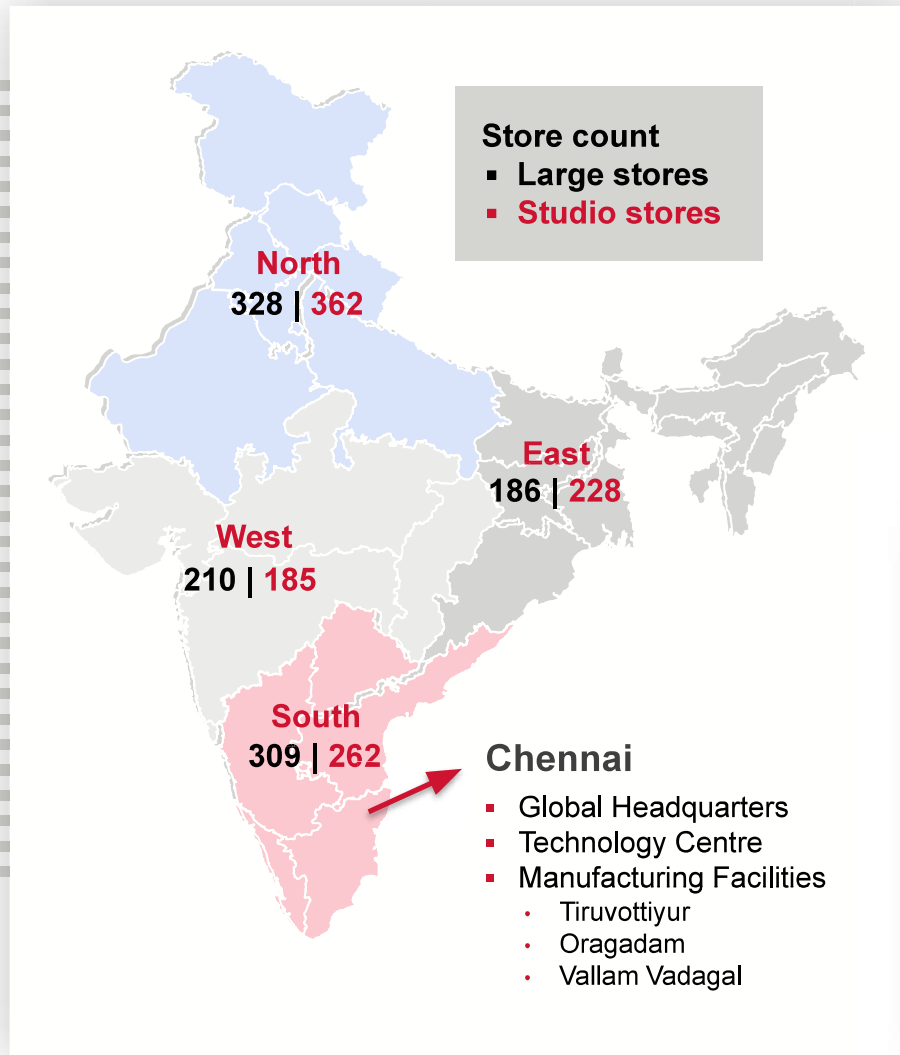 Store count
▪ Large stores
▪ Studio stores
North
328 | 362
East
186 | 228
West
210 | 185
South
309 | 262
Chennai
▪ Global Headquarters
▪ Technology Centre
▪ Manufacturing Facilities
• Tiruvottiyur
• Oragadam
• Vallam Vadagal